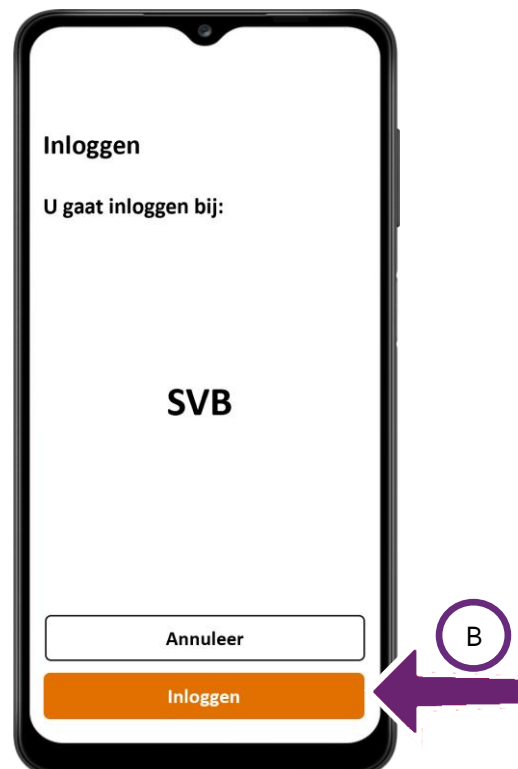 Inloggen
U gaat inloggen bij:
SVB
Annuleer
B
Inloggen